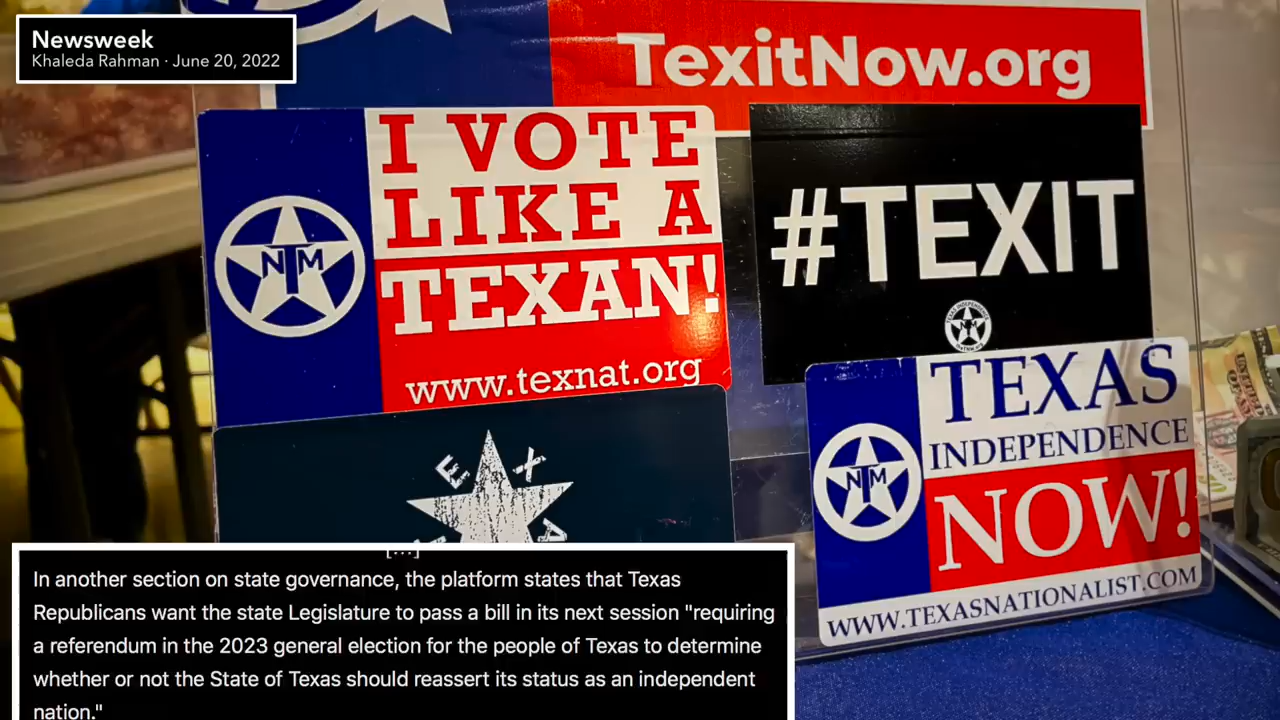 Newsweek
Khaleda Rahman · June 20, 2022
TexitNow.org
I VOTE
LIKE A
TEXAN!
www.texnat.org
TNM
#TEXIT
TNM
TEXAS
INDEPENDENCE
NOW!
WWW.TEXASNATIONALIST.COM
TNM
E X
A
[...]
In another section on state governance, the platform states that Texas
Republicans want the state Legislature to pass a bill in its next session "requiring
a referendum in the 2023 general election for the people of Texas to determine
whether or not the State of Texas should reassert its status as an independent
nation."